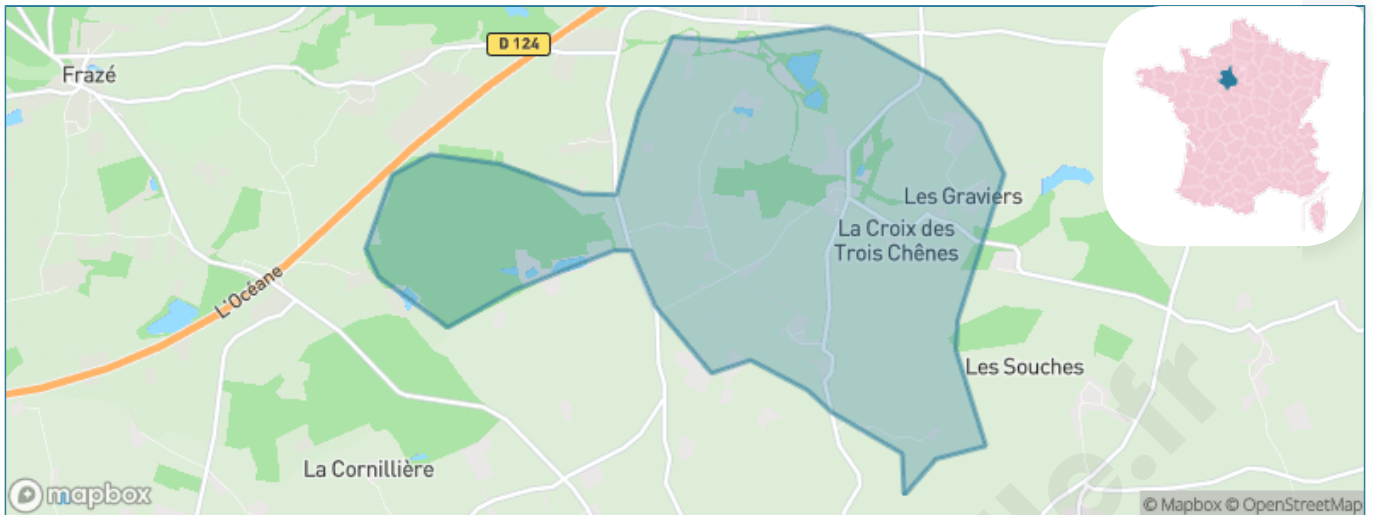 D 124
Frazé
Les Graviers
La Croix des
Trois Chênes
L'Océane
Les Souches
La Cornillière
mapbox
© Mapbox © OpenStreetMap